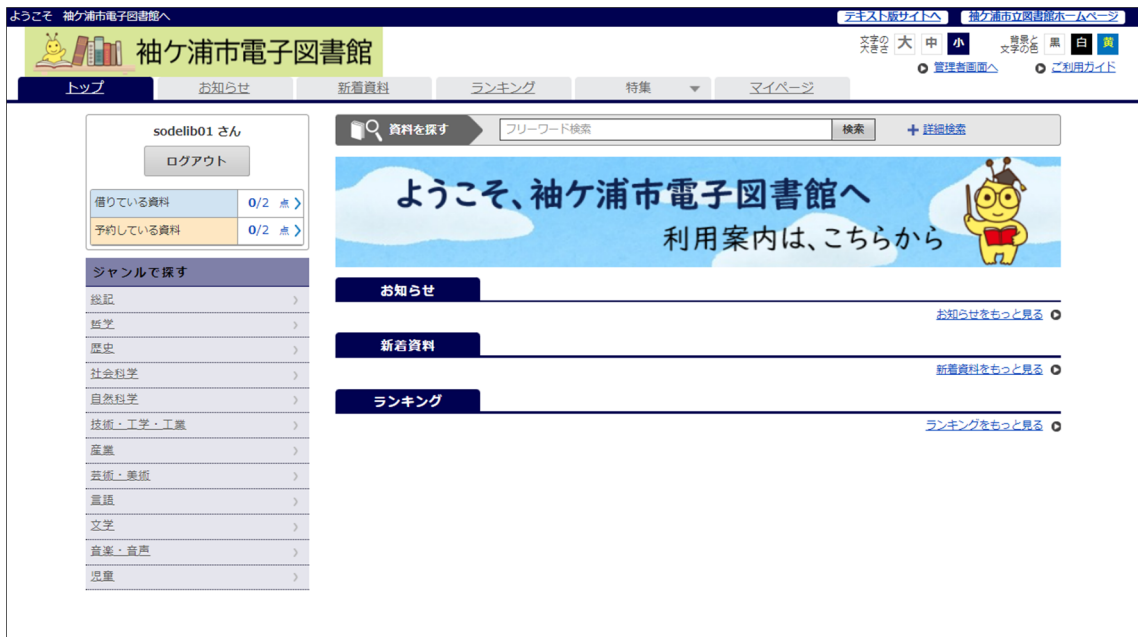 ようこそ 袖ケ浦市電子図書館へ
テキスト版サイトへ
袖ケ浦市立図書館ホームページ
袖ケ浦市電子図書館
文字の大きさ 大 中 小
背景と文字の色 黒 白 黄
管理者画面へ
ご利用ガイド
トップ
お知らせ
新着資料
ランキング
特集
マイページ
sodelib01 さん
ログアウト
借りている資料 0/2 点
予約している資料 0/2 点
ジャンルで探す
総記
哲学
歴史
社会科学
自然科学
技術・工学・工業
産業
芸術・美術
言語
文学
音楽・音声
児童
資料を探す
フリーワード検索
検索
詳細検索
ようこそ、袖ケ浦市電子図書館へ
利用案内は、こちらから
お知らせ
お知らせをもっと見る
新着資料
新着資料をもっと見る
ランキング
ランキングをもっと見る